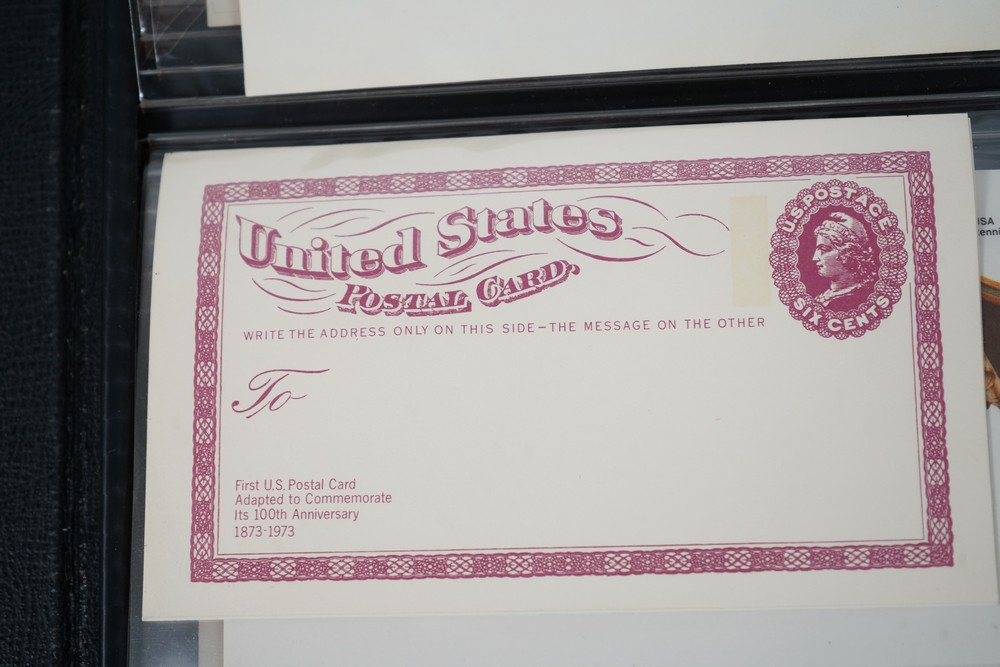 United States
POSTAL CARD.
WRITE THE ADDRESS ONLY ON THIS SIDE–THE MESSAGE ON THE OTHER
To
U.S. POSTAGE
SIX CENTS
First U.S. Postal Card
Adapted to Commemorate
Its 100th Anniversary
1873-1973